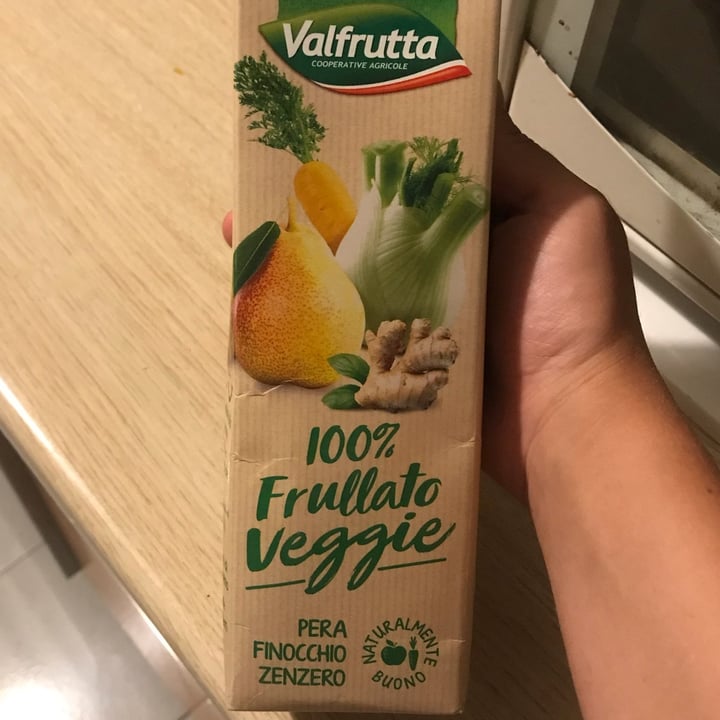 Valfrutta
COOPERATIVE AGRICOLE
100%
Frullato
Veggie
PERA
FINOCCHIO
ZENZERO
NATURALMENTE
BUONO